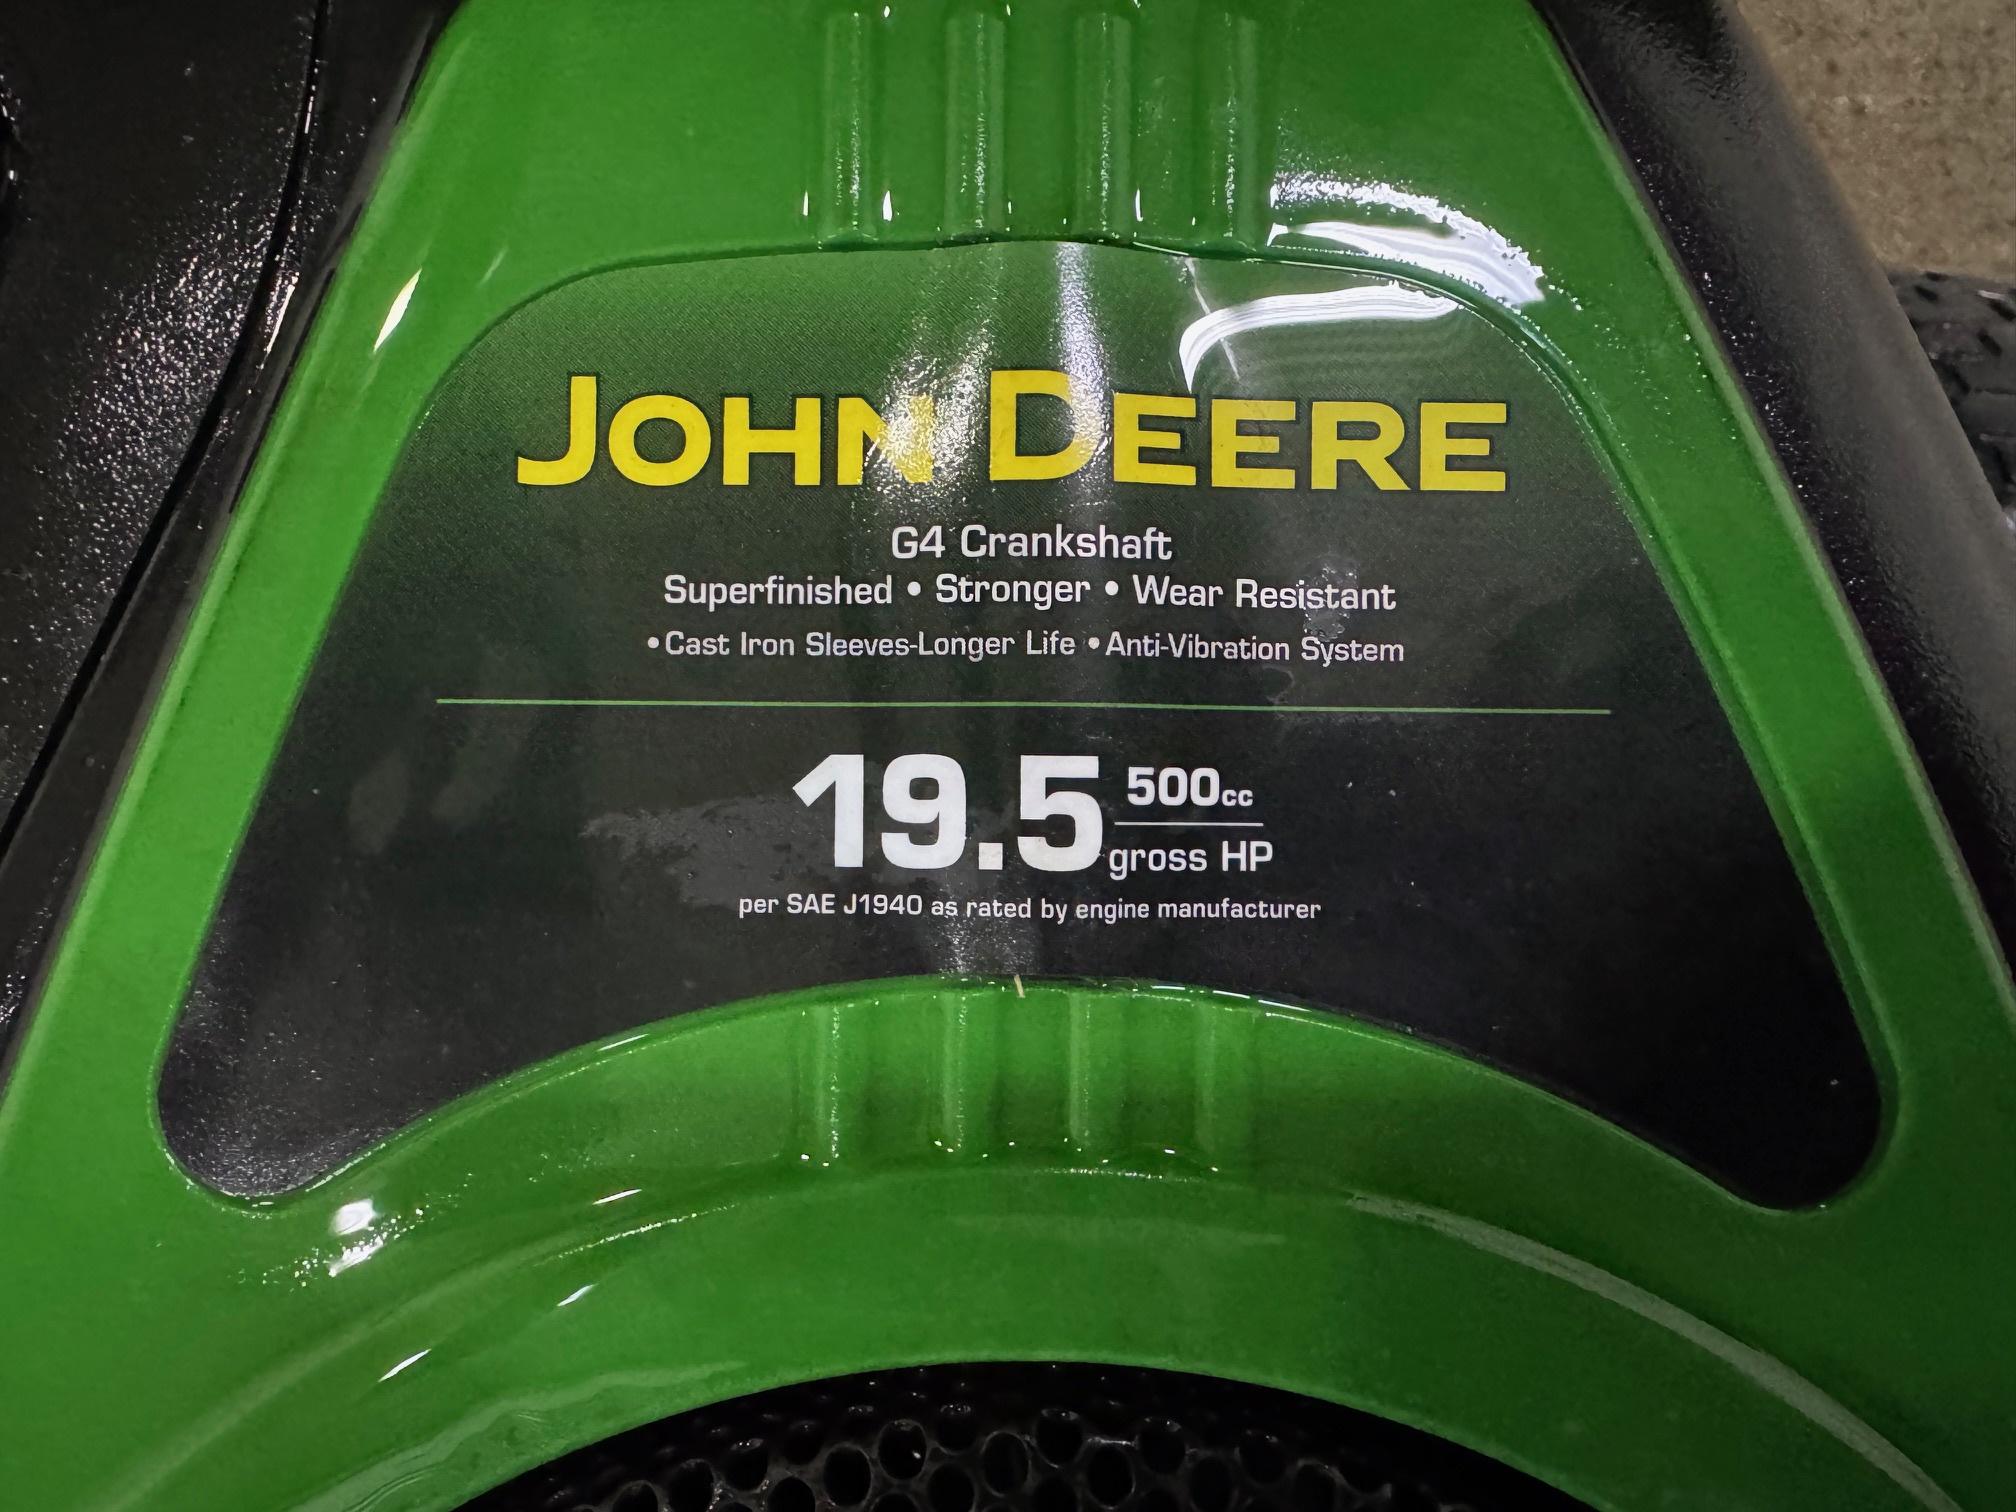 JOHN DEERE
G4 Crankshaft
Superfinished • Stronger • Wear Resistant
• Cast Iron Sleeves-Longer Life • Anti-Vibration System
19.5 500cc
gross HP
per SAE J1940 as rated by engine manufacturer